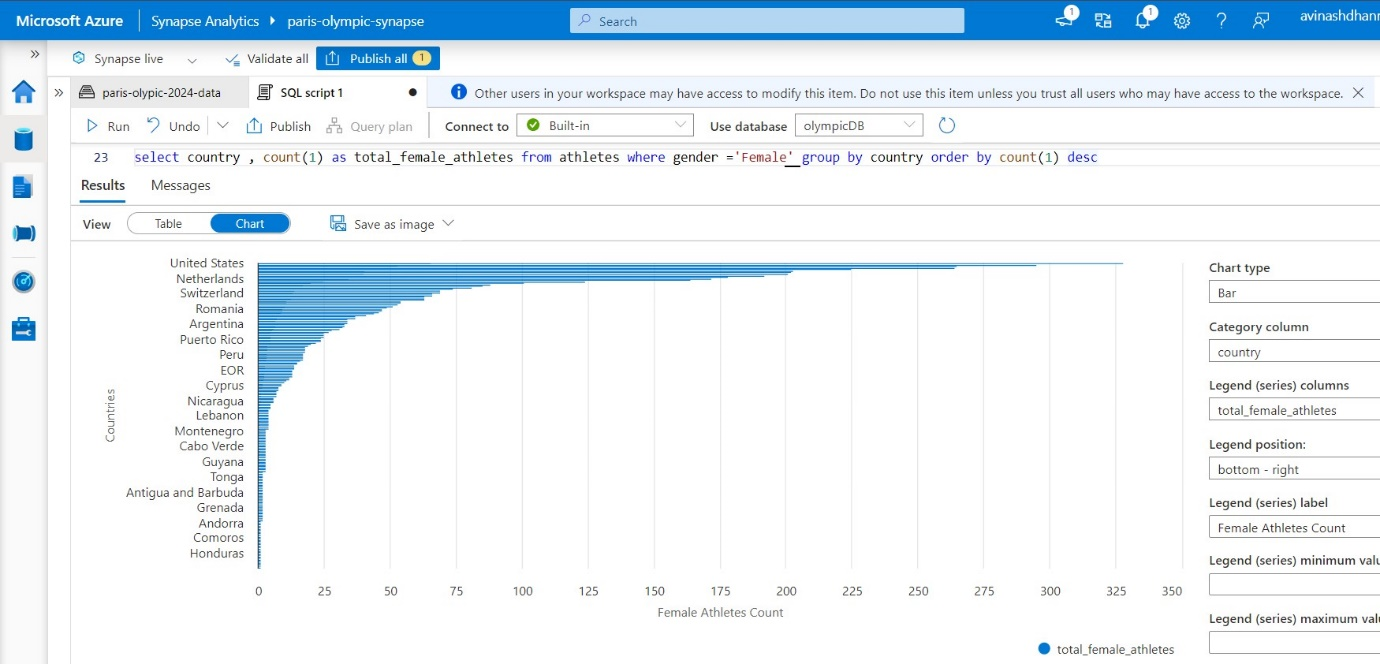 Microsoft Azure Synapse Analytics paris-olympic-synapse Search 1 1
Synapse live Validate all Publish all 1
paris-olypic-2024-data SQL script 1 Other users in your workspace may have access to modify this item. Do not use this item unless you trust all users who may have access to the workspace.
Run Undo Publish Query plan Connect to Built-in Use database olympicDB
23 select country , count(1) as total_female_athletes from athletes where gender ='Female' group by country order by count(1) desc
Results Messages
View Table Chart Save as image
United States
Netherlands
Switzerland
Romania
Argentina
Puerto Rico
Peru
EOR
Cyprus
Nicaragua
Lebanon
Montenegro
Cabo Verde
Guyana
Tonga
Antigua and Barbuda
Grenada
Andorra
Comoros
Honduras
Countries
0 25 50 75 100 125 150 175 200 225 250 275 300 325 350
Female Athletes Count
total_female_athletes
Chart type
Bar
Category column
country
Legend (series) columns
total_female_athletes
Legend position:
bottom - right
Legend (series) label
Female Athletes Count
Legend (series) minimum
Legend (series) maximum